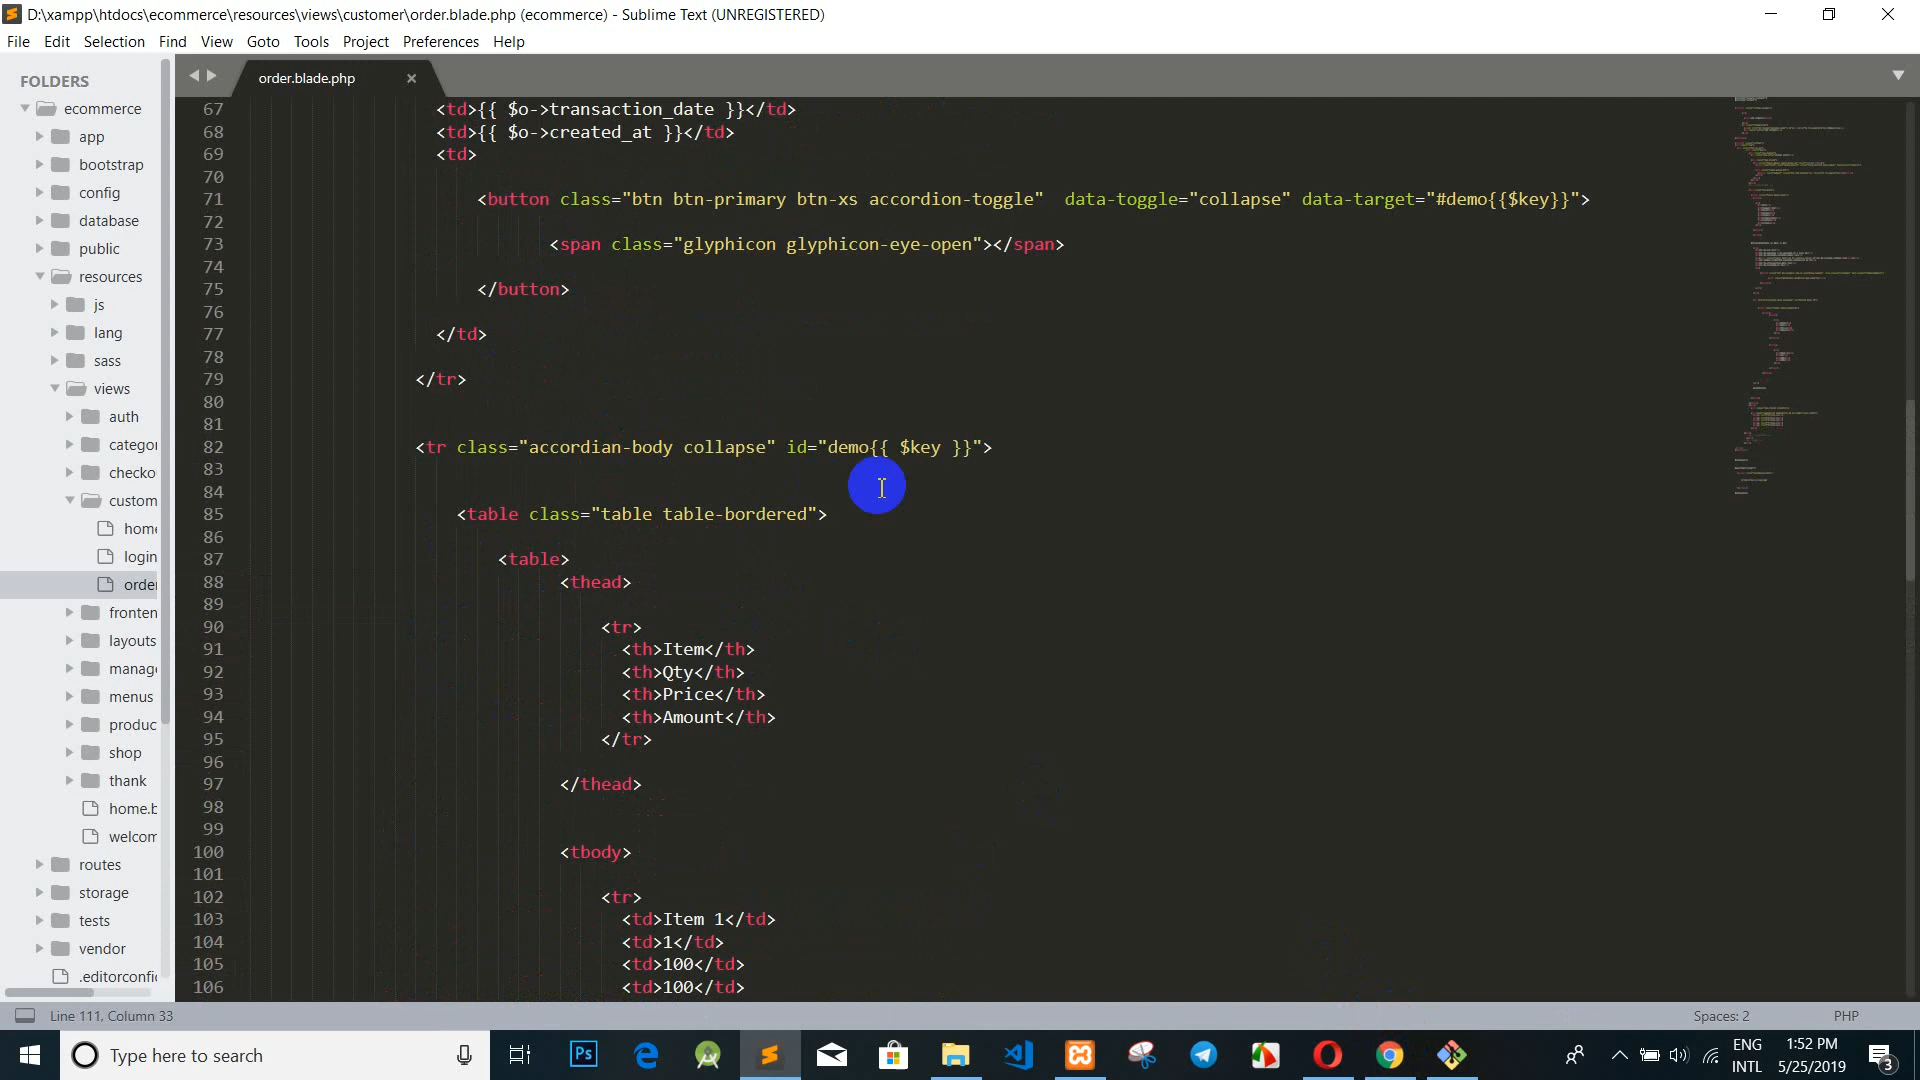 D:\xampp\htdocs\ecommerce\resources\views\customer\order.blade.php (ecommerce) - Sublime Text (UNREGISTERED)
File Edit Selection Find View Goto Tools Project Preferences Help
FOLDERS
ecommerce
app
bootstrap
config
database
public
resources
js
lang
sass
views
auth
categor
checko
custom
home
login
order
fronten
layouts
manage
menus
produc
shop
thank
home.b
welcom
routes
storage
tests
vendor
.editorconfig
order.blade.php
67 <td>{{ $o->transaction_date }}</td>
68 <td>{{ $o->created_at }}</td>
69 <td>
70
71 <button class="btn btn-primary btn-xs accordion-toggle"  data-toggle="collapse" data-target="#demo{{$key}}">
72
73 <span class="glyphicon glyphicon-eye-open"></span>
74
75 </button>
76
77 </td>
78
79 </tr>
80
81
82 <tr class="accordian-body collapse" id="demo{{ $key }}">
83
84
85 <table class="table table-bordered">
86
87 <table>
88 <thead>
89
90 <tr>
91 <th>Item</th>
92 <th>Qty</th>
93 <th>Price</th>
94 <th>Amount</th>
95 </tr>
96
97 </thead>
98
99
100 <tbody>
101
102 <tr>
103 <td>Item 1</td>
104 <td>1</td>
105 <td>100</td>
106 <td>100</td>
Line 111, Column 33
Spaces: 2
PHP
Type here to search
Ps
ENG
INTL
1:52 PM
5/25/2019
3